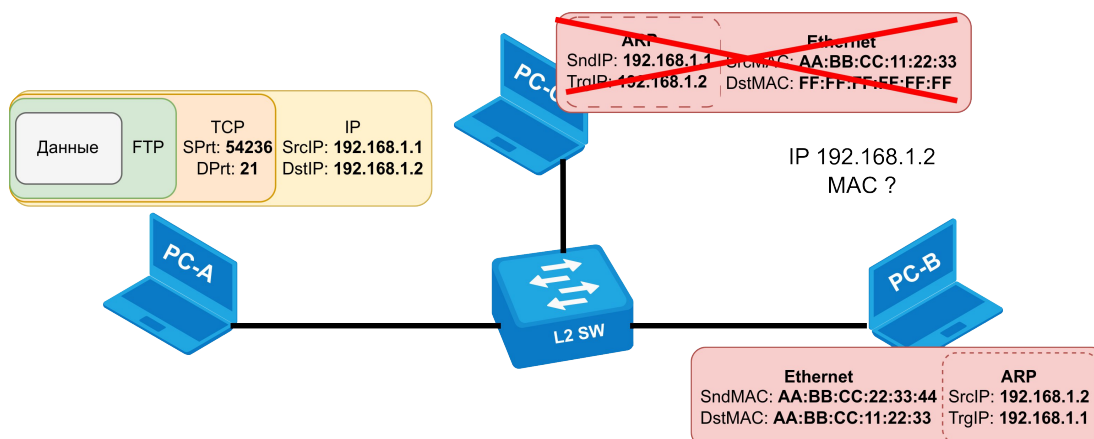 ARP
SndIP: 192.168.1.1
TrgIP: 192.168.1.2
Ethernet
SrcMAC: AA:BB:CC:11:22:33
DstMAC: FF:FF:FF:FF:FF:FF
Данные
FTP
TCP
SPrt: 54236
DPrt: 21
IP
SrcIP: 192.168.1.1
DstIP: 192.168.1.2
IP 192.168.1.2
MAC ?
PC-A
PC-B
L2 SW
Ethernet
SndMAC: AA:BB:CC:22:33:44
DstMAC: AA:BB:CC:11:22:33
ARP
SrcIP: 192.168.1.2
TrgIP: 192.168.1.1